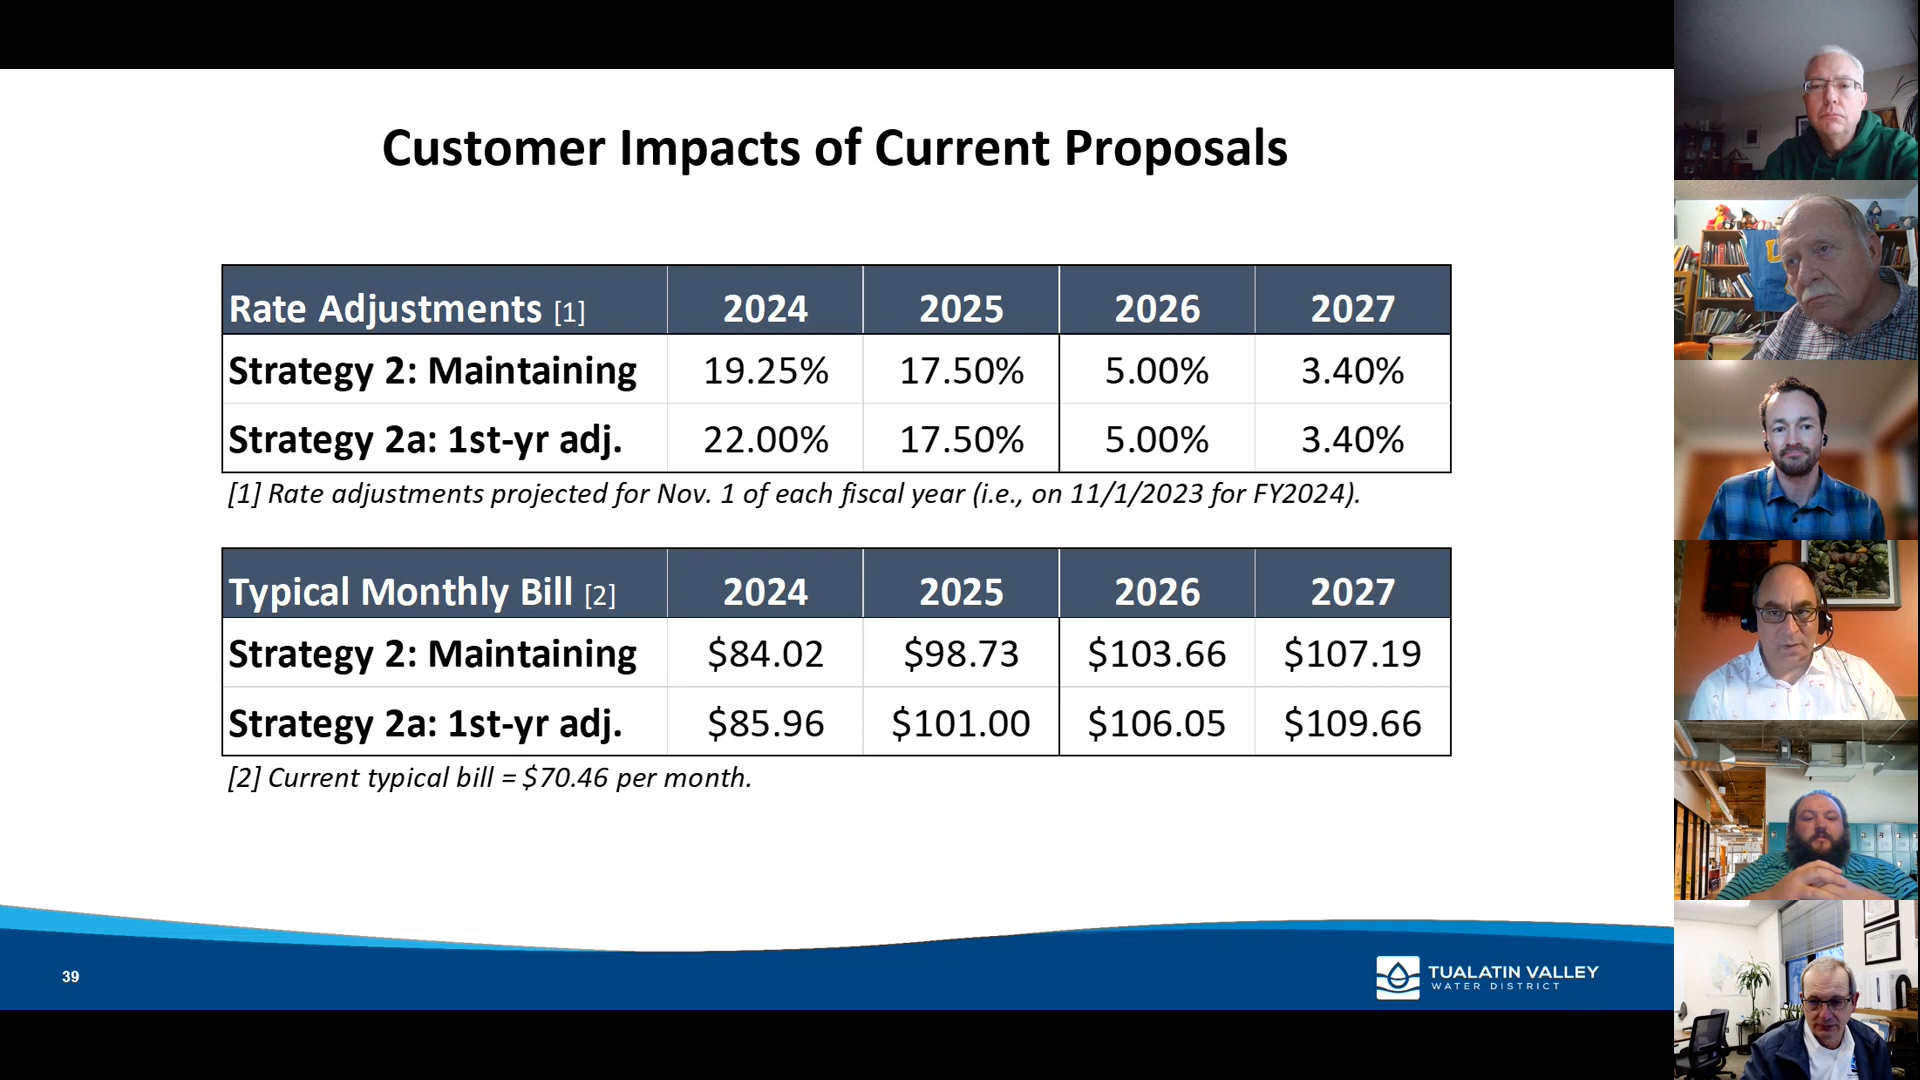 Customer Impacts of Current Proposals
Rate Adjustments [1] 2024 2025 2026 2027
Strategy 2: Maintaining 19.25% 17.50% 5.00% 3.40%
Strategy 2a: 1st-yr adj. 22.00% 17.50% 5.00% 3.40%
[1] Rate adjustments projected for Nov. 1 of each fiscal year (i.e., on 11/1/2023 for FY2024).
Typical Monthly Bill [2] 2024 2025 2026 2027
Strategy 2: Maintaining $84.02 $98.73 $103.66 $107.19
Strategy 2a: 1st-yr adj. $85.96 $101.00 $106.05 $109.66
[2] Current typical bill = $70.46 per month.
39
TUALATIN VALLEY
WATER DISTRICT